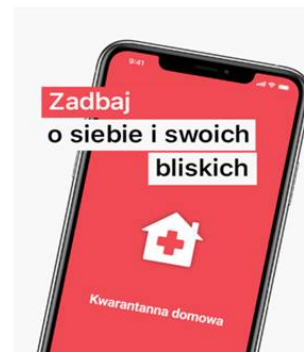 9:41
Zadbaj
o siebie i swoich
bliskich
Kwarantanna domowa